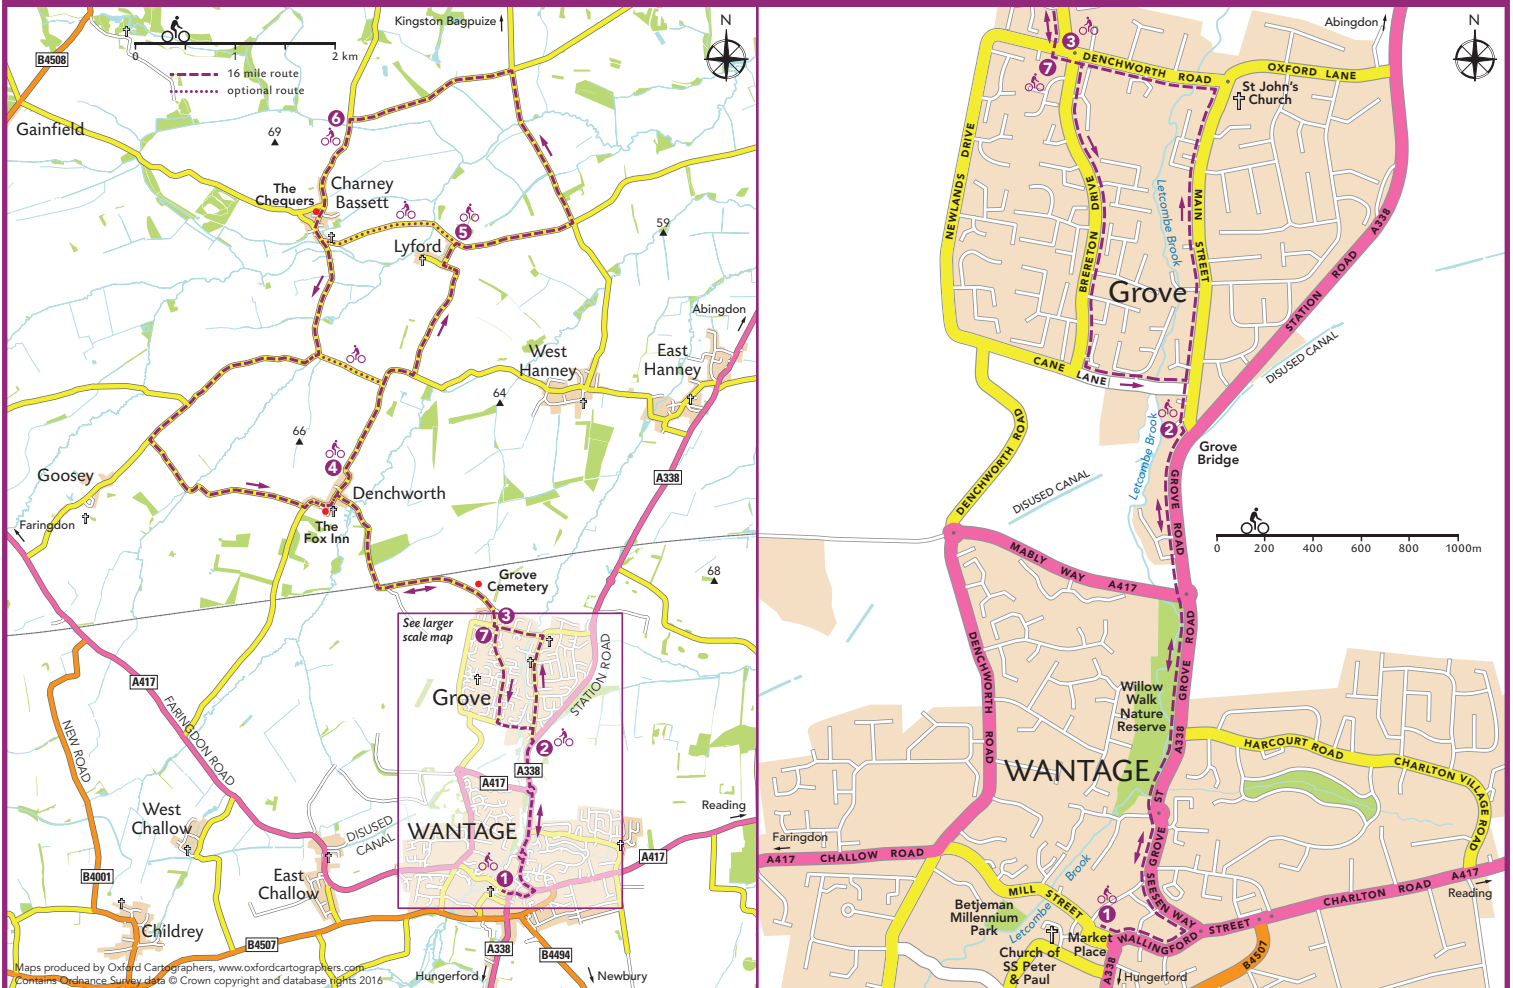 Kingston Bagpuize
N
B4508
0
1
2 km
16 mile route
optional route
Gainfield
69
6
The
Chequers
Charney
Bassett
5
59
Lyford
Abingdon
West
Hanney
East
Hanney
64
66
4
Goosey
Denchworth
A338
Faringdon
The
Fox Inn
Grove
Cemetery
68
3
See larger
scale map
7
STATION ROAD
A417
Grove
FARINGDON ROAD
NEW ROAD
2
A338
A417
Reading
West
Challow
DISUSED
CANAL
WANTAGE
A417
B4001
East
Challow
1
Childrey
B4507
A338
B4494
Maps produced by Oxford Cartographers, www.oxfordcartographers.com
Contains Ordnance Survey data © Crown copyright and database rights 2016
Hungerford
Newbury
Abingdon
N
3
7
DENCHWORTH ROAD
OXFORD LANE
St John's
Church
NEWLANDS DRIVE
Letcombe Brook
BRERETON DRIVE
MAIN STREET
A338
STATION ROAD
Grove
DISUSED CANAL
CANE LANE
2
Grove
Bridge
DENCHWORTH ROAD
Letcombe Brook
DISUSED CANAL
GROVE ROAD
0
200
400
600
800
1000m
MABLY WAY A417
GROVE ROAD
DENCHWORTH ROAD
Willow
Walk
Nature
Reserve
A338
HARCOURT ROAD
CHARLTON VILLAGE ROAD
WANTAGE
GROVE ST
Faringdon
A417 CHALLOW ROAD
Letcombe Brook
SEESEN WAY
CHARLTON ROAD A417
Reading
MILL STREET
Betjeman
Millennium
Park
1
Market
Place
WALLINGFORD STREET
Church of
SS Peter
& Paul
A338
Hungerford
B4507